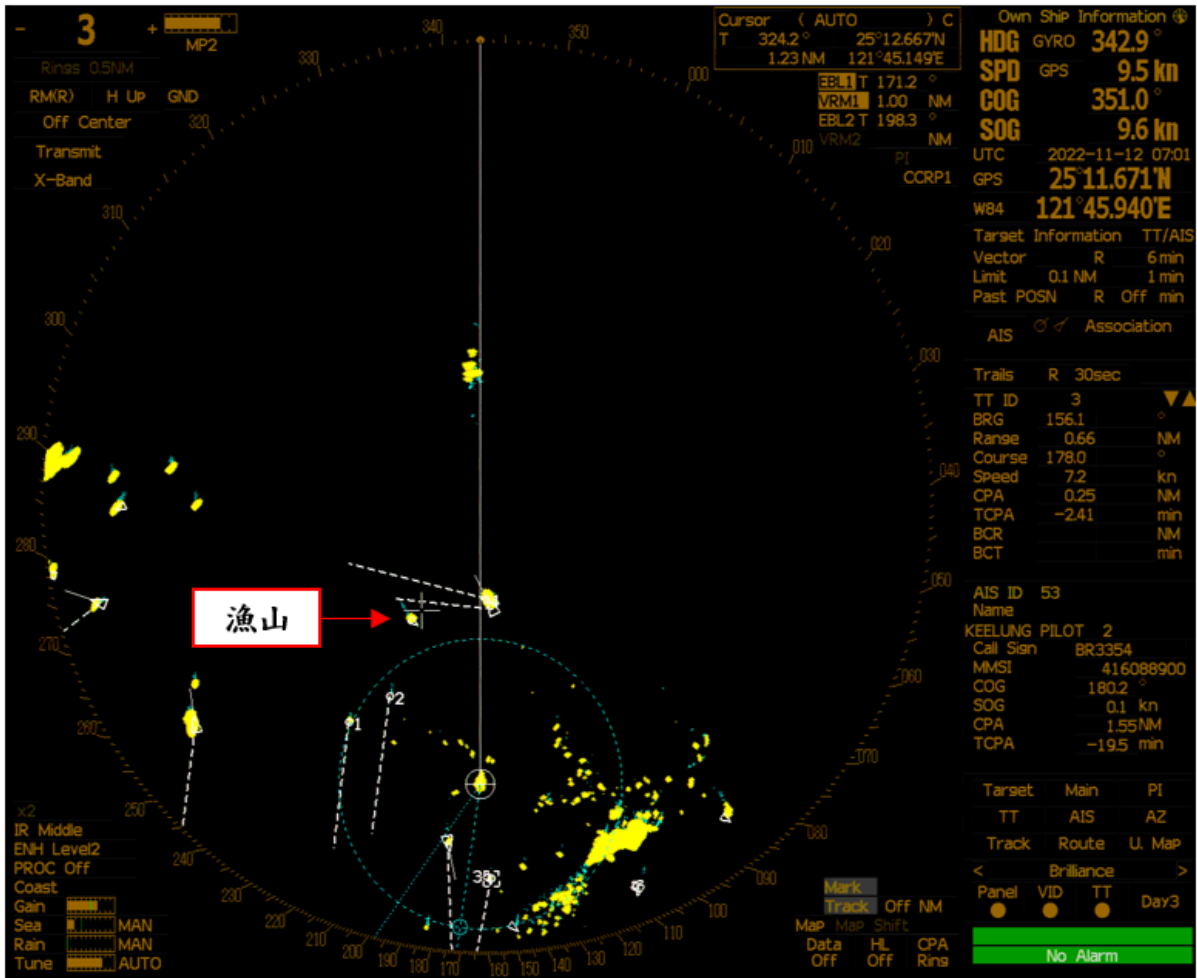 - 3 +
MP2
Rings 0.5NM
RM(R) H Up GND
Off Center
Transmit
X-Band
Cursor ( AUTO ) C
T 324.2° 25°12.667'N
1.23 NM 121°45.149'E
EBL1 T 171.2 °
VRM1 1.00 NM
EBL2 T 198.3 °
VRM2 NM
PI
CCRP1
Own Ship Information
HDG GYRO 342.9 °
SPD GPS 9.5 kn
COG 351.0 °
SOG 9.6 kn
UTC 2022-11-12 07:01
GPS 25°11.671'N
W84 121°45.940'E
Target Information TT/AIS
Vector R 6 min
Limit 0.1 NM 1 min
Past POSN R Off min
AIS Association
Trails R 30sec
TT ID 3
BRG 156.1 °
Range 0.66 NM
Course 178.0 °
Speed 7.2 kn
CPA 0.25 NM
TCPA -2.41 min
BCR NM
BCT min
AIS ID 53
Name
KEELUNG PILOT 2
Call Sign BR3354
MMSI 416088900
COG 180.2 °
SOG 0.1 kn
CPA 1.55NM
TCPA -19.5 min
Target Main PI
TT AIS AZ
Track Route U. Map
< Brilliance >
Panel VID TT Day3
No Alarm
340
350
000
010
020
030
040
050
060
070
080
090
100
110
120
130
140
150
160
170
180
190
200
210
220
230
240
250
260
270
280
290
300
310
320
330
漁山
1
2
x2
IR Middle
ENH Level2
PROC Off
Coast
Gain
Sea MAN
Rain MAN
Tune AUTO
Mark
Track Off NM
Map Map Shift
Data HL CPA
Off Off Ring